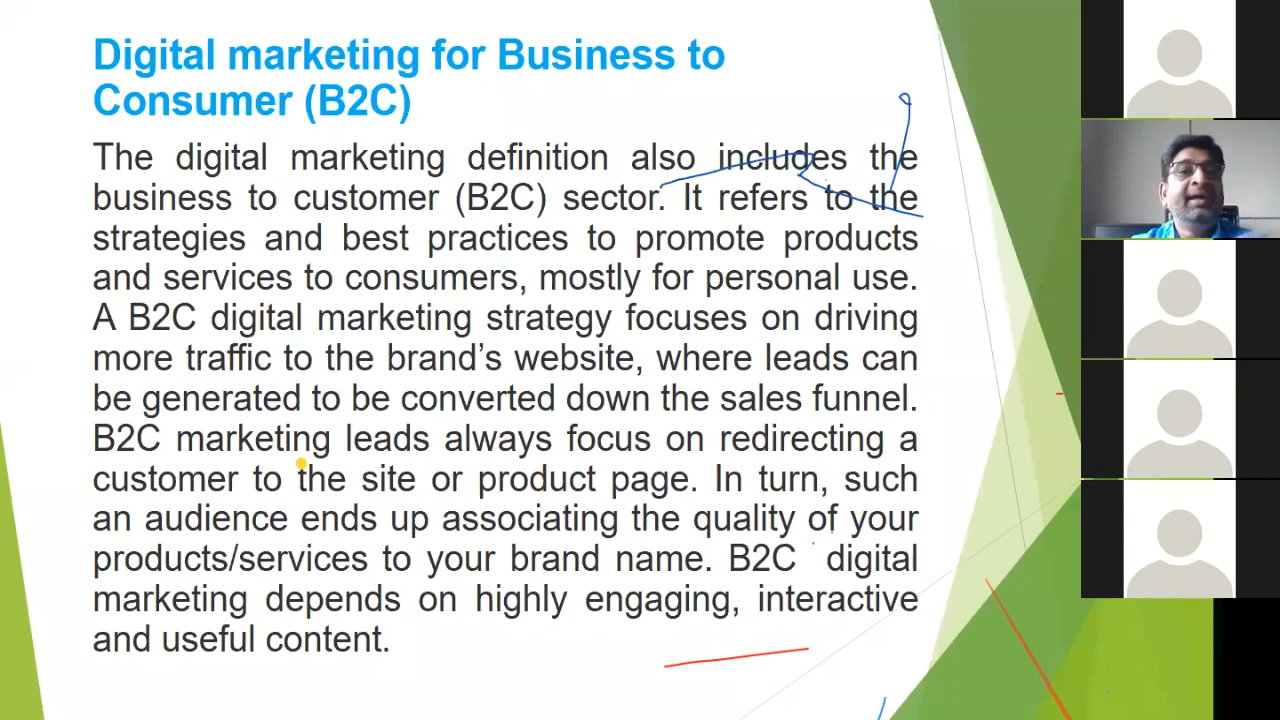 Digital marketing for Business to
Consumer (B2C)
The digital marketing definition also includes the
business to customer (B2C) sector. It refers to the
strategies and best practices to promote products
and services to consumers, mostly for personal use.
A B2C digital marketing strategy focuses on driving
more traffic to the brand’s website, where leads can
be generated to be converted down the sales funnel.
B2C marketing leads always focus on redirecting a
customer to the site or product page. In turn, such
an audience ends up associating the quality of your
products/services to your brand name. B2C digital
marketing depends on highly engaging, interactive
and useful content.